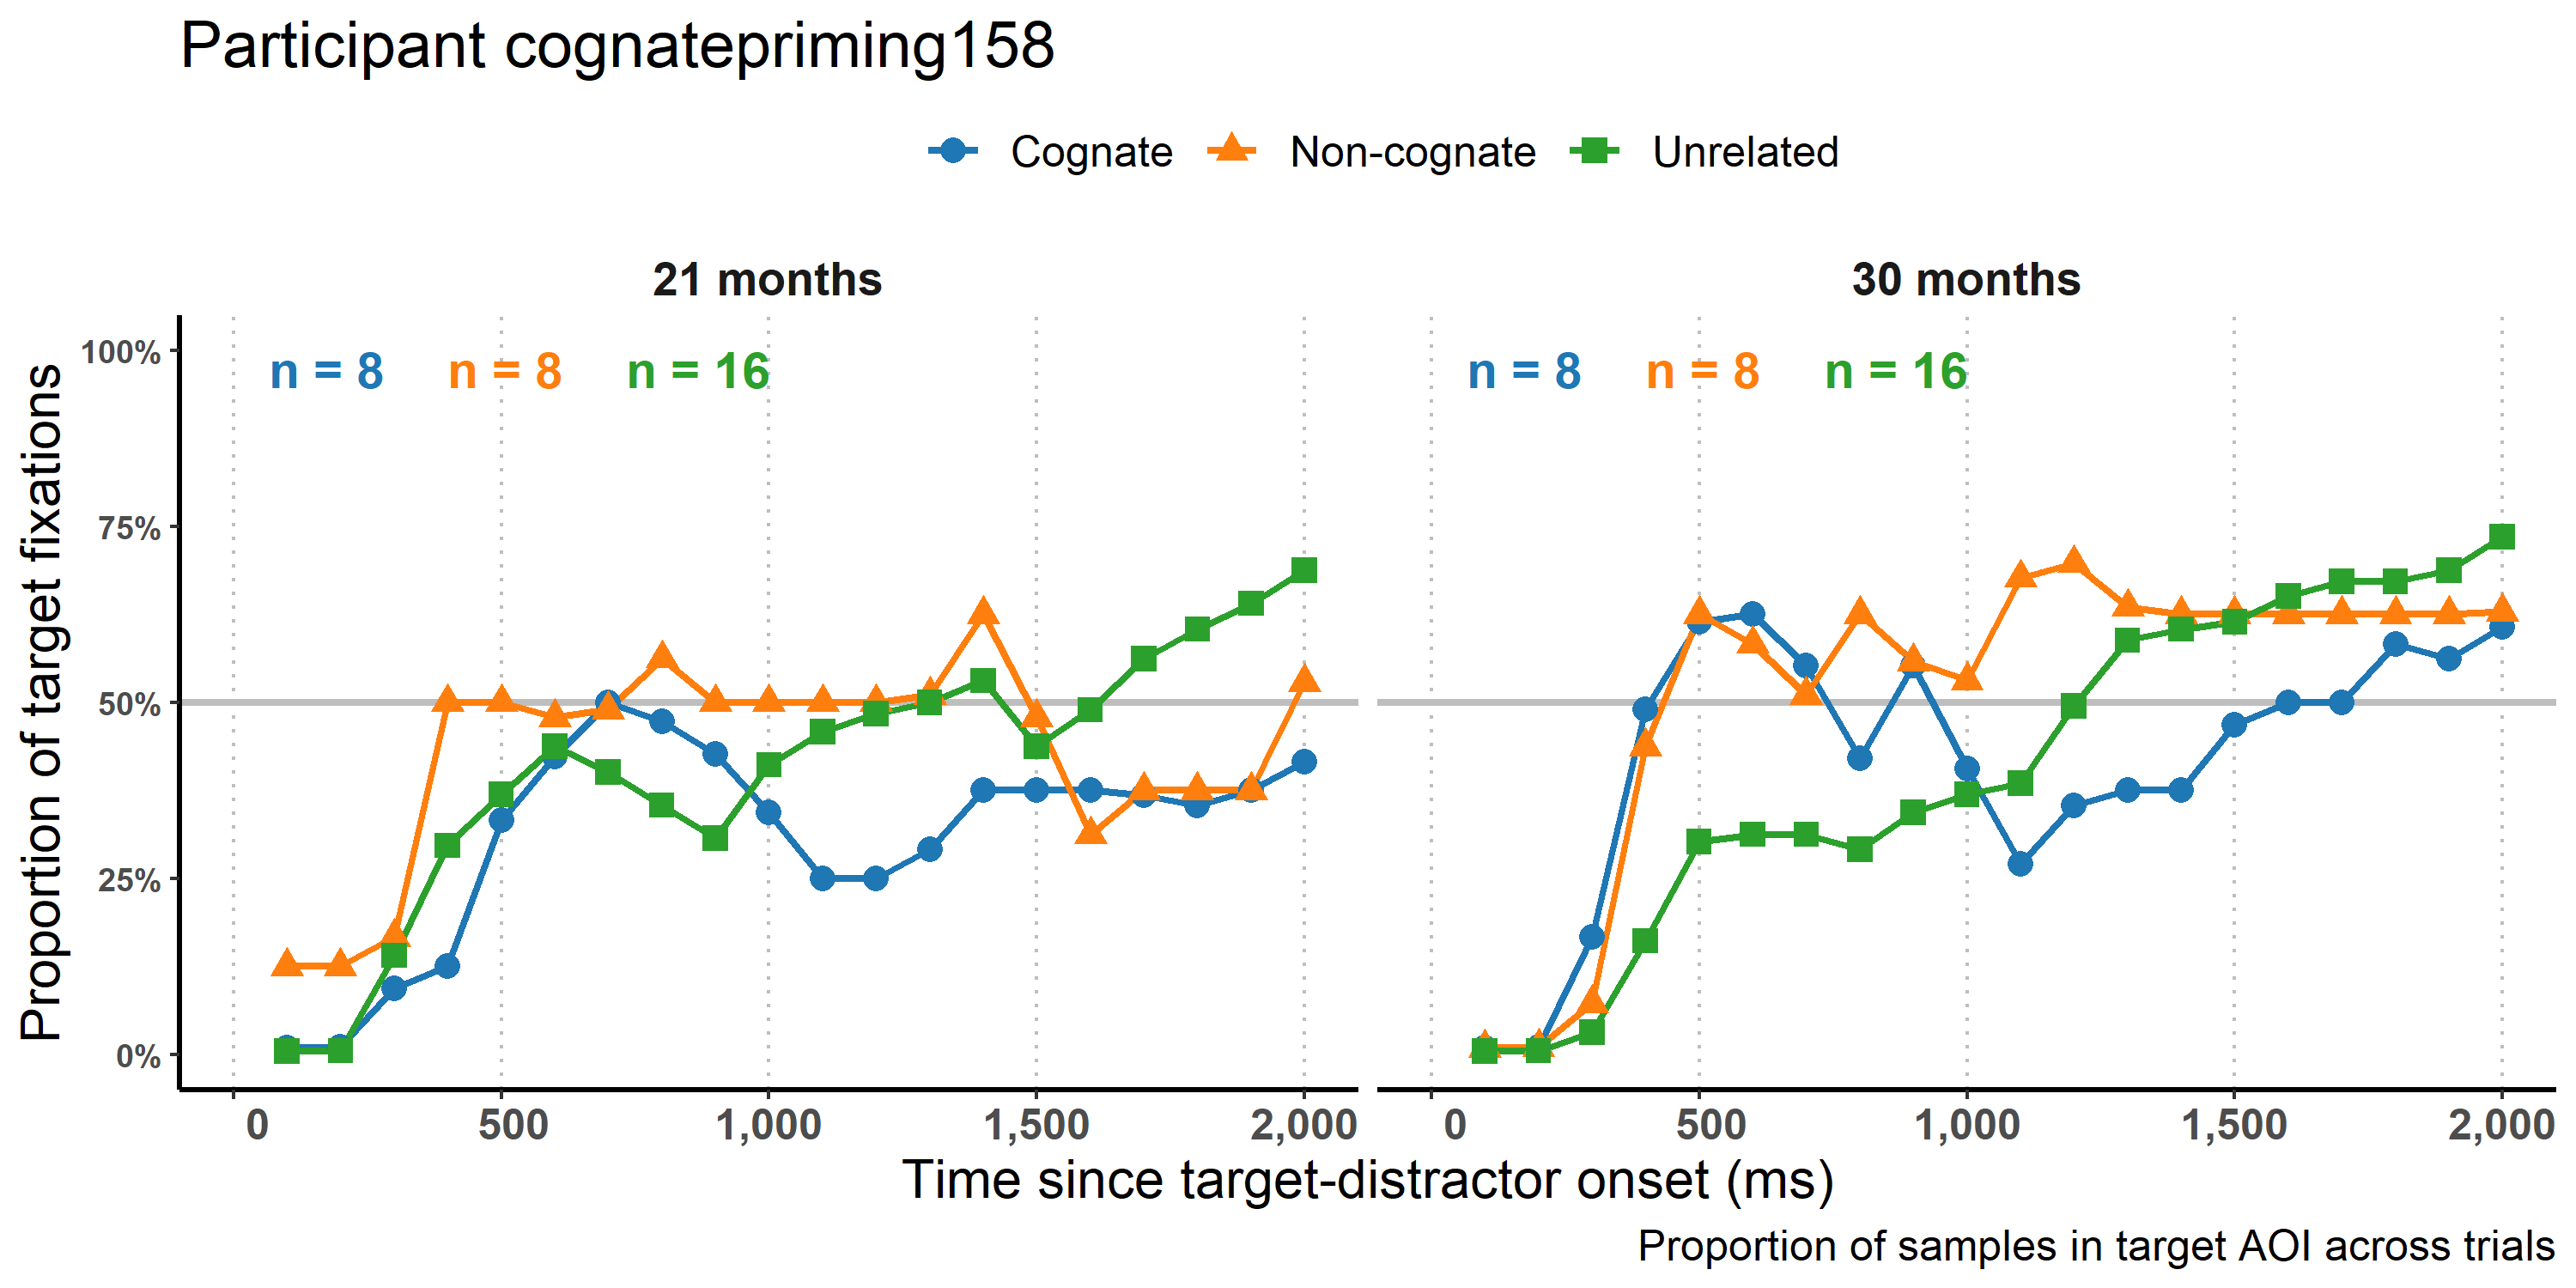 Participant cognatepriming158
Cognate Non-cognate Unrelated
21 months
30 months
n = 8 n = 8 n = 16
n = 8 n = 8 n = 16
Proportion of target fixations
100%
75%
50%
25%
0%
0 500 1,000 1,500 2,000
0 500 1,000 1,500 2,000
Time since target-distractor onset (ms)
Proportion of samples in target AOI across trials